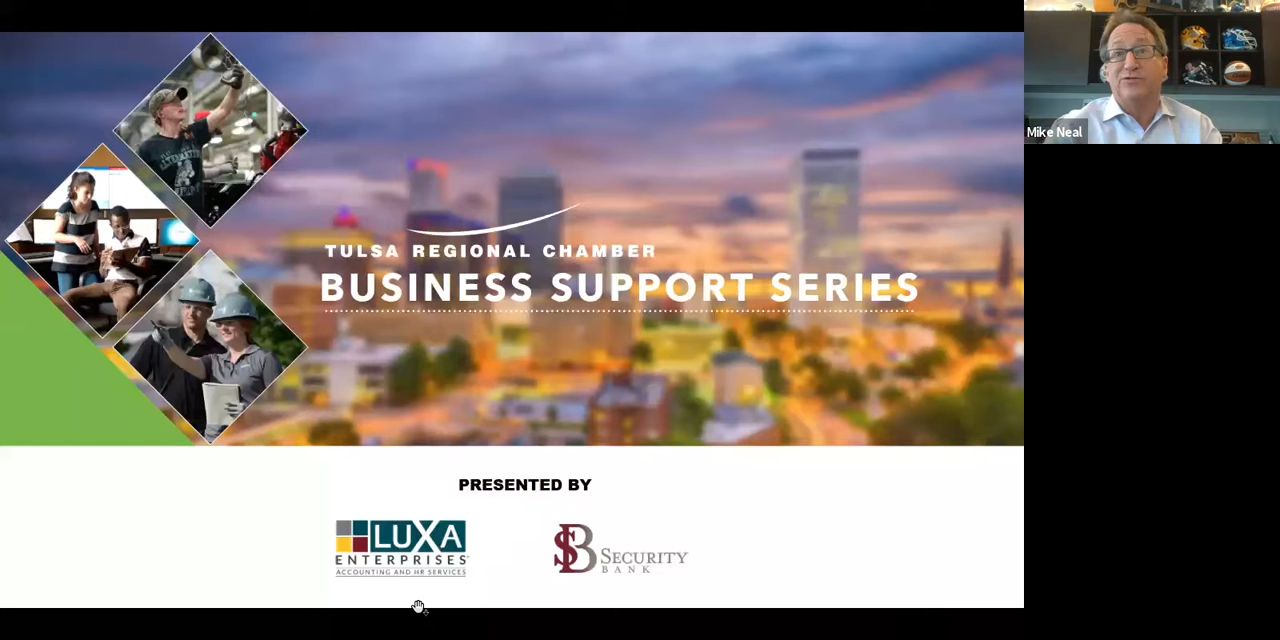 TULSA REGIONAL CHAMBER
BUSINESS SUPPORT SERIES
PRESENTED BY
LUXA
ENTERPRISES
ACCOUNTING AND HR SERVICES
SB SECURITY
BANK
Mike Neal